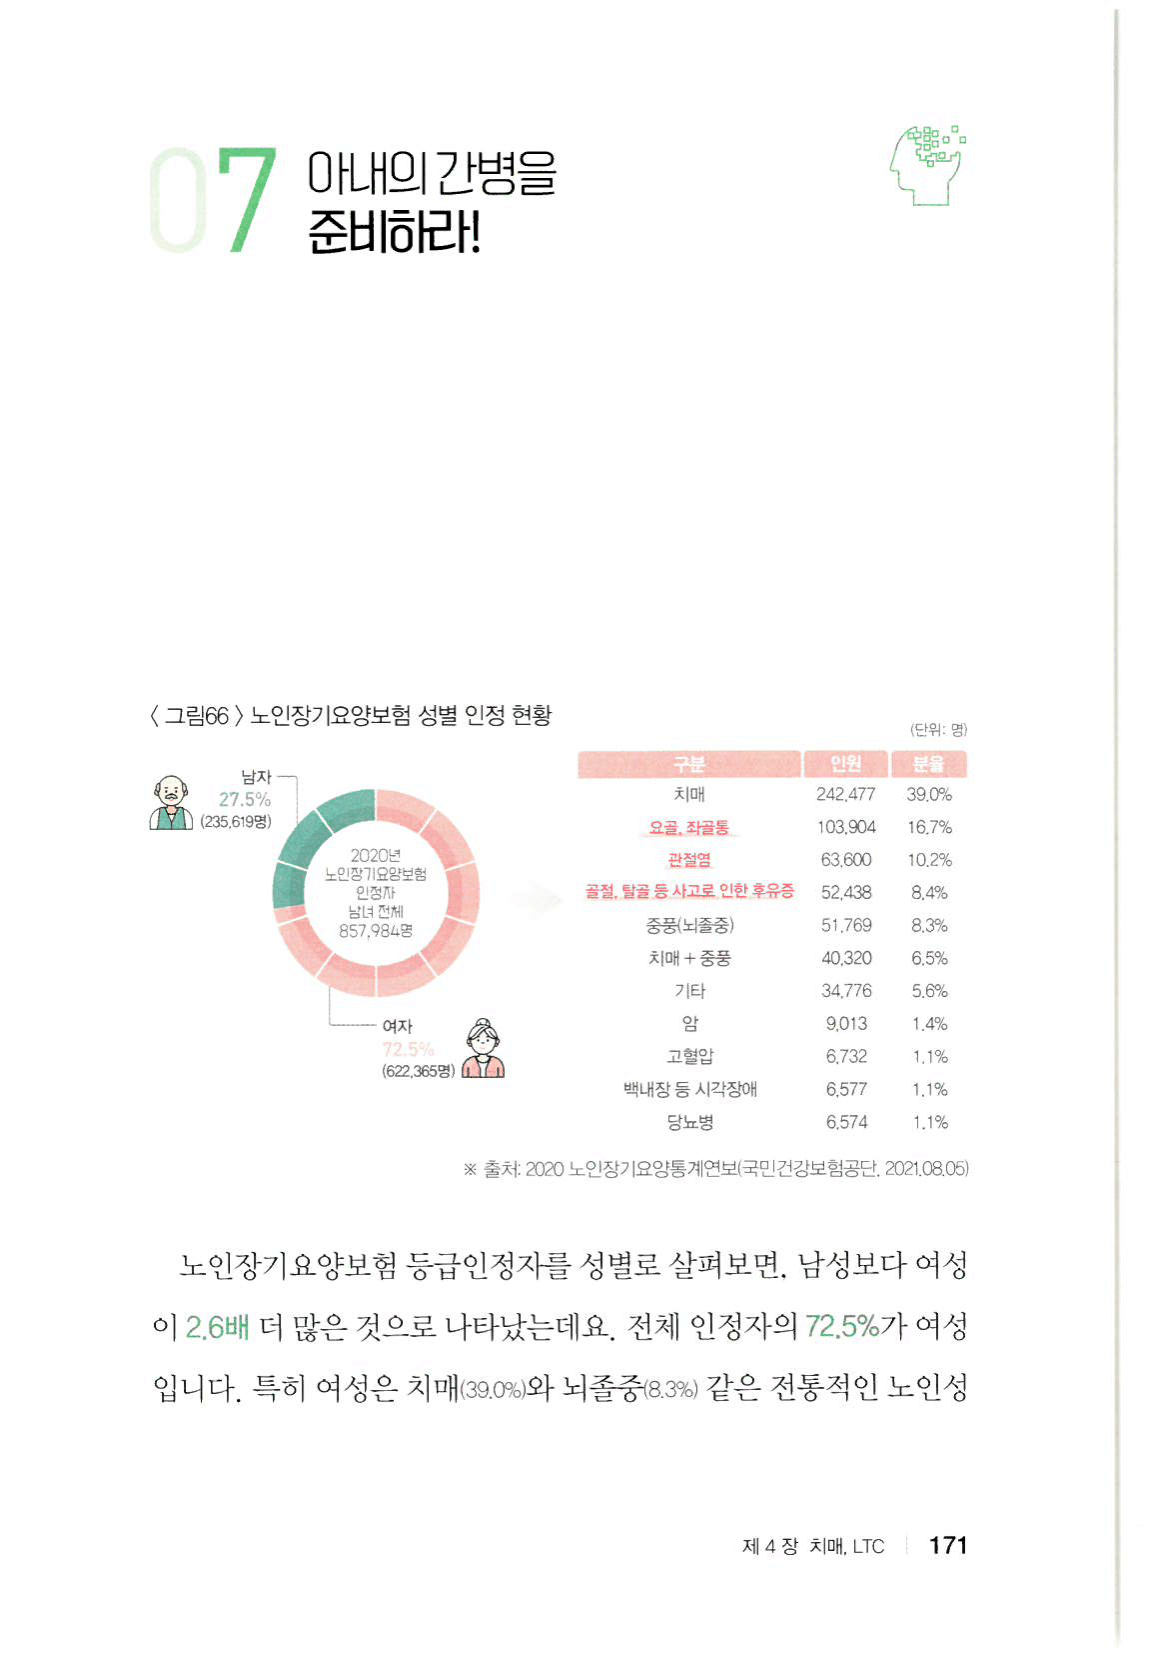 07 아내의 간병을
준비하라!
〈 그림66 〉 노인장기요양보험 성별 인정 현황
(단위: 명)
남자
27.5%
(235,619명)
2020년
노인장기요양보험
인정자
남녀 전체
857,984명
여자
72.5%
(622,365명)
구분 인원 분율
치매 242,477 39.0%
요골, 좌골통 103,904 16.7%
관절염 63,600 10.2%
골절, 탈골 등 사고로 인한 후유증 52,438 8.4%
중풍(뇌졸중) 51,769 8.3%
치매 + 중풍 40,320 6.5%
기타 34,776 5.6%
암 9,013 1.4%
고혈압 6,732 1.1%
백내장 등 시각장애 6,577 1.1%
당뇨병 6,574 1.1%
※ 출처: 2020 노인장기요양통계연보(국민건강보험공단, 2021.08.05)
노인장기요양보험 등급인정자를 성별로 살펴보면, 남성보다 여성
이 2.6배 더 많은 것으로 나타났는데요. 전체 인정자의 72.5%가 여성
입니다. 특히 여성은 치매(39.0%)와 뇌졸중(8.3%) 같은 전통적인 노인성
제 4 장 치매, LTC 171